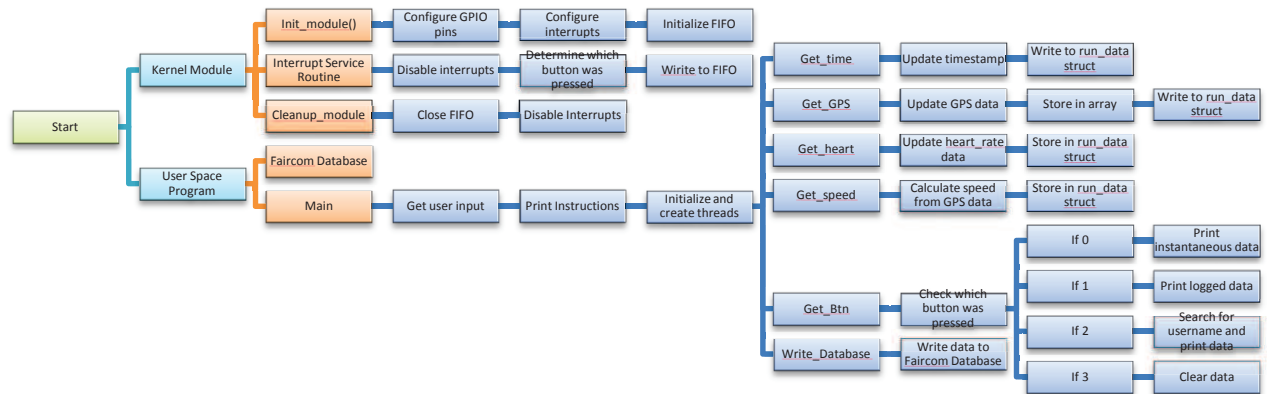 Start
Kernel Module
Init_module()
Configure GPIO
pins
Configure
interrupts
Initialize FIFO
Interrupt Service
Routine
Disable interrupts
Determine which
button was
pressed
Wirite to FIFO
Cleanup_module
Close FIFO
Disable Interrupts
User Space
Program
Faircom Database
Main
Get user input
Print Instructions
Initialize and
create threads
Get_time
Update timestamp
Write to run_data
struct
Get_GPS
Update GPS data
Store in array
Write to run_data
struct
Get_heart
Update heart_rate
data
Store in run_data
struct
Get_speed
Calculate speed
from GPS data
Store in run_data
struct
Get_Btn
Check which
button was
pressed
If 0
Print
instantaneous data
If 1
Print logged data
If 2
Search for
username and
print data
If 3
Clear data
Write_Database
Write data to
Faircom Database